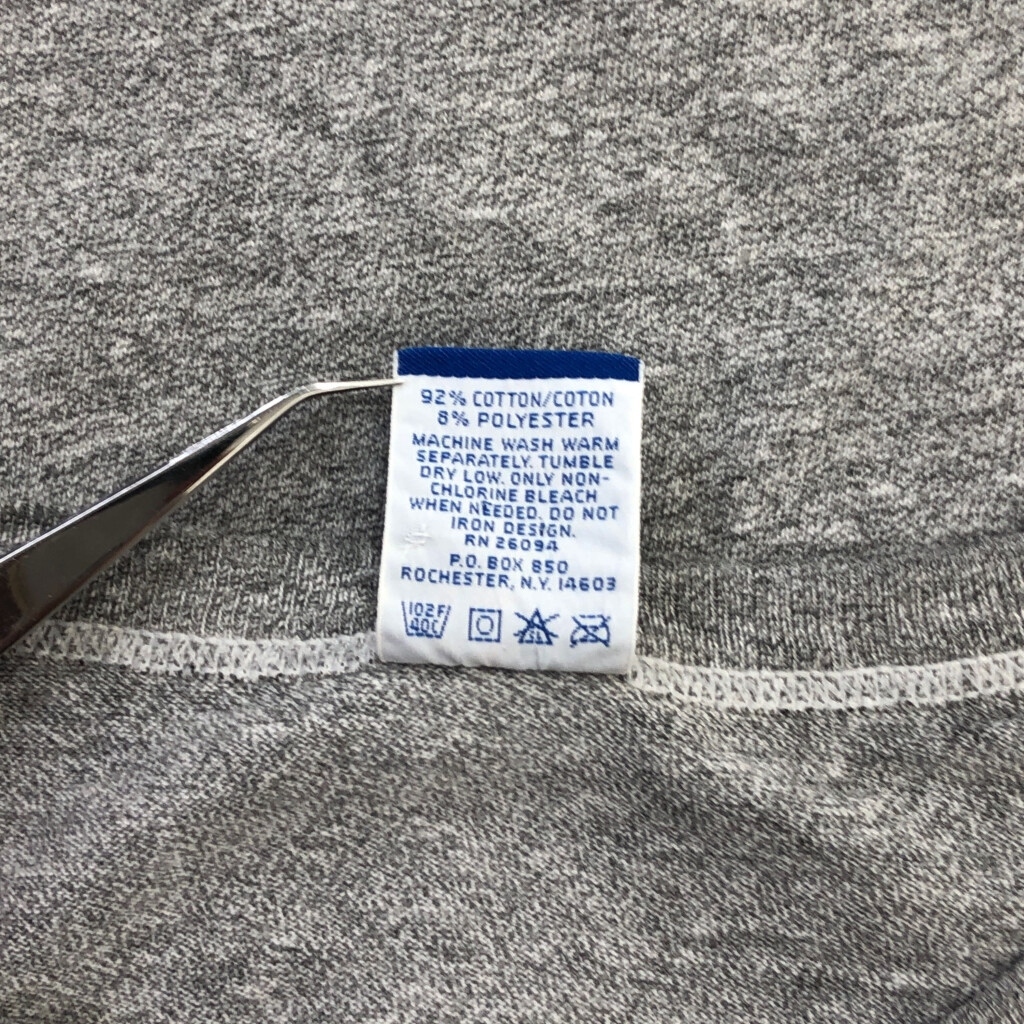 92% COTTON/COTON
8% POLYESTER
MACHINE WASH WARM
SEPARATELY. TUMBLE
DRY LOW. ONLY NON-
CHLORINE BLEACH
WHEN NEEDED. DO NOT
IRON DESIGN.
RN 26094
P.O. BOX 850
ROCHESTER, N.Y. 14603
102F
40C